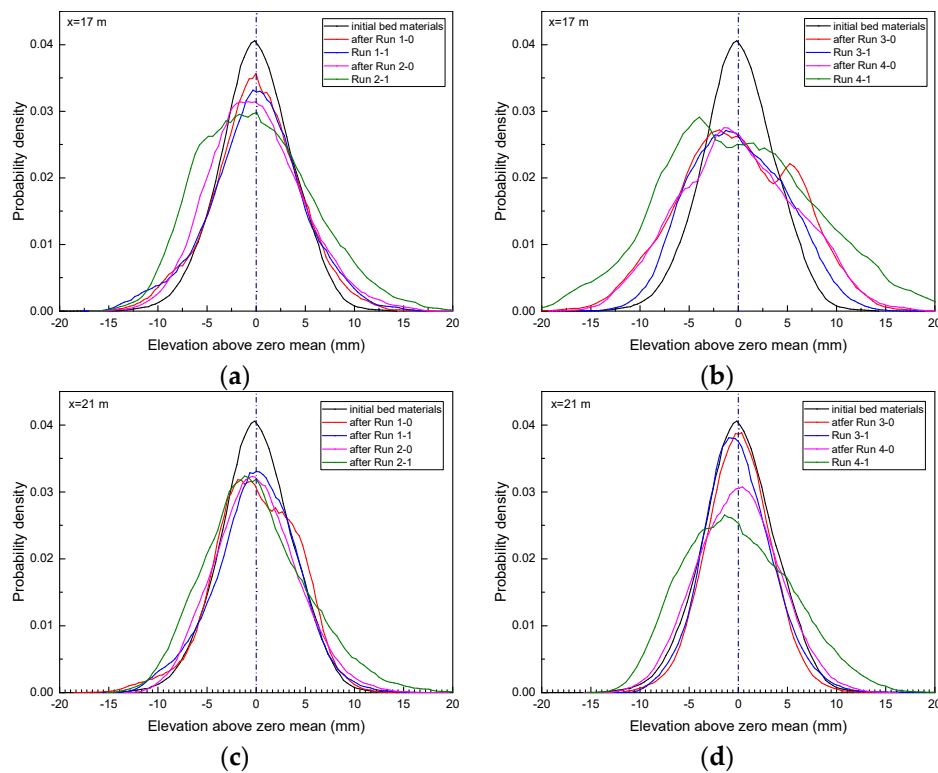 x=17 m
initial bed materials
after Run 1-0
Run 1-1
after Run 2-0
Run 2-1
0.04
0.03
0.02
0.01
0.00
Probability density
-20 -15 -10 -5 0 5 10 15 20
Elevation above zero mean (mm)
(a)
x=17 m
initial bed materials
after Run 3-0
Run 3-1
after Run 4-0
Run 4-1
0.04
0.03
0.02
0.01
0.00
Probability density
-20 -15 -10 -5 0 5 10 15 20
Elevation above zero mean (mm)
(b)
x=21 m
initial bed materials
after Run 1-0
after Run 1-1
after Run 2-0
after Run 2-1
0.04
0.03
0.02
0.01
0.00
Probability density
-20 -15 -10 -5 0 5 10 15 20
Elevation above zero mean (mm)
(c)
x=21 m
initial bed materials
after Run 3-0
Run 3-1
atfer Run 4-0
Run 4-1
0.04
0.03
0.02
0.01
0.00
Probability density
-20 -15 -10 -5 0 5 10 15 20
Elevation above zero mean (mm)
(d)